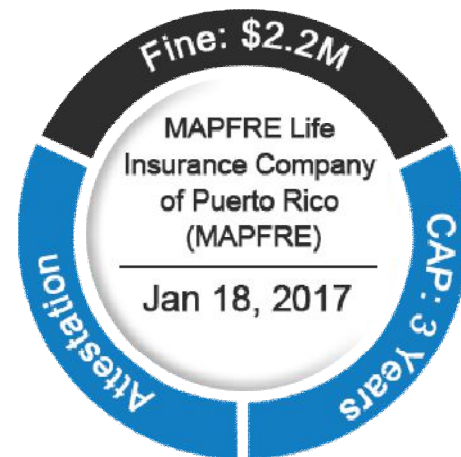 Fine: $2.2M
MAPFRE Life
Insurance Company
of Puerto Rico
(MAPFRE)
Jan 18, 2017
CAP: 3 Years
Attestation